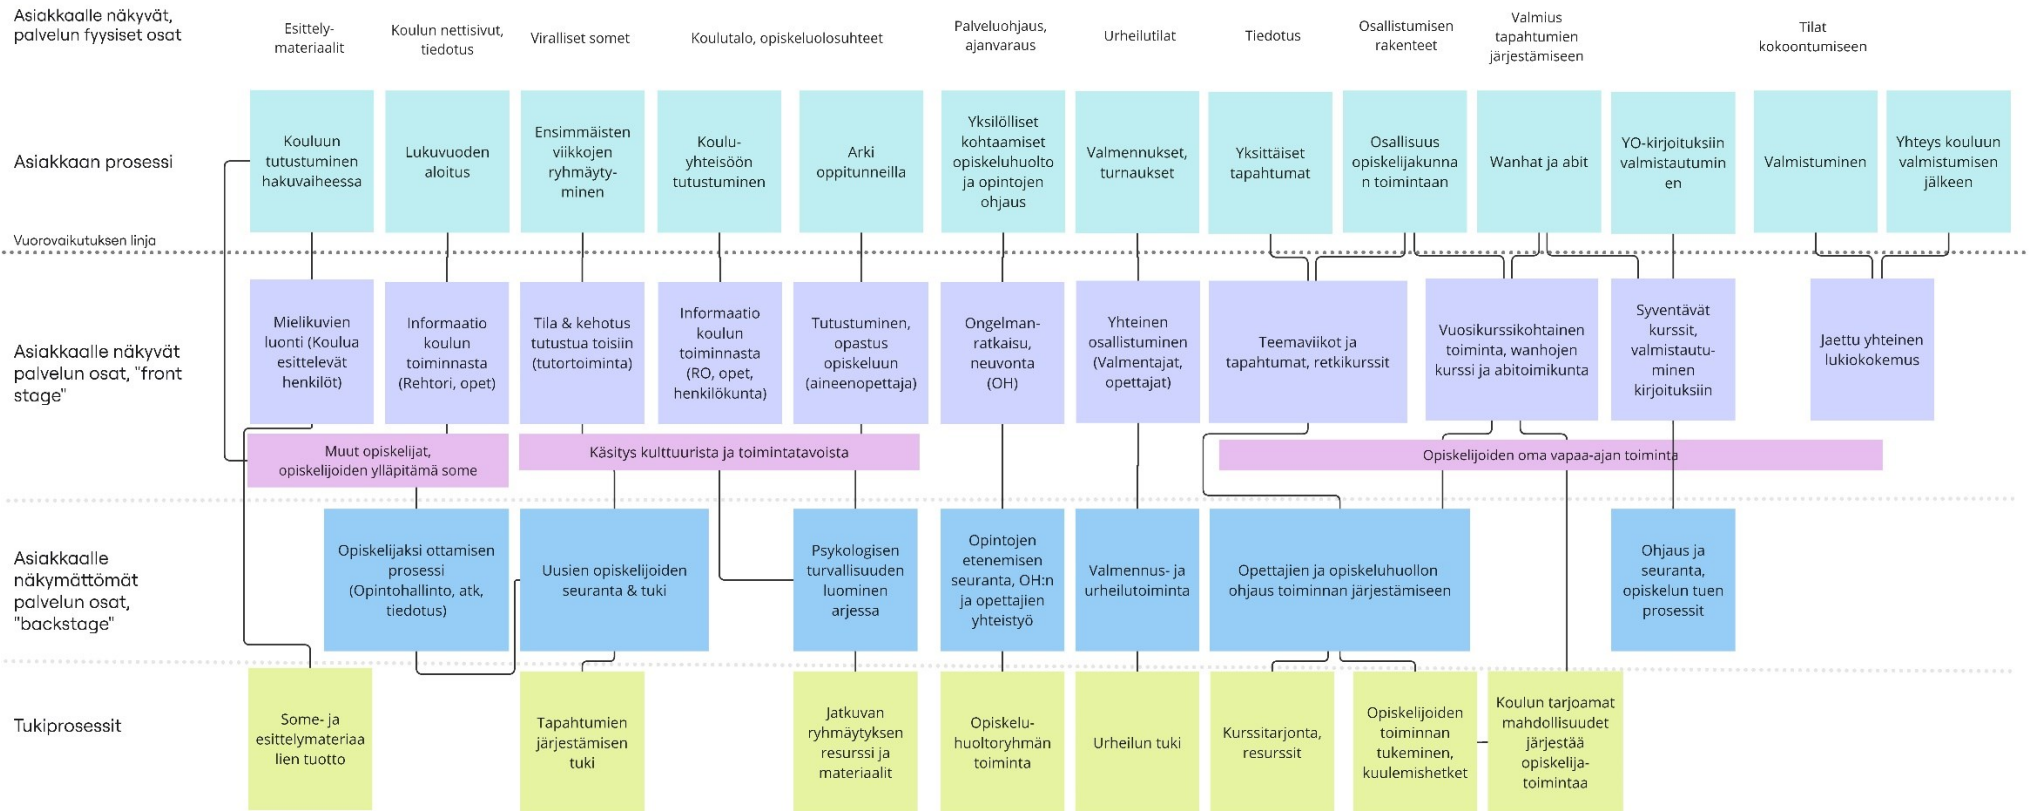 Asiakkaalle näkyvät,
palvelun fyysiset osat
Esittely-
materiaalit
Koulun nettisivut,
tiedotus
Viralliset somet
Koulutalo, opiskeluolosuhteet
Palveluohjaus,
ajanvaraus
Urheilutilat
Tiedotus
Osallistumisen
rakenteet
Valmius
tapahtumien
järjestämiseen
Tilat
kokoontumiseen
Asiakkaan prosessi
Kouluun
tutustuminen
hakuvaiheessa
Lukuvuoden
aloitus
Ensimmäisten
viikkojen
ryhmäyty-
minen
Koulu-
yhteisöön
tutustuminen
Arki
oppitunneilla
Yksilölliset
kohtaamiset
opiskeluhuolto
ja opintojen
ohjaus
Valmennukset,
turnaukset
Yksittäiset
tapahtumat
Osallisuus
opiskelijakunna
n toimintaan
Wanhat ja abit
YO-kirjoituksiin
valmistautumin
en
Valmistuminen
Yhteys kouluun
valmistumisen
jälkeen
Vuorovaikutuksen linja
Asiakkaalle näkyvät
palvelun osat, "front
stage"
Mielikuvien
luonti (Koulua
esittelevät
henkilöt)
Informaatio
koulun
toiminnasta
(Rehtori, opet)
Tila & kehotus
tutustua toisiin
(tutortoiminta)
Informaatio
koulun
toiminnasta
(RO, opet,
henkilökunta)
Tutustuminen,
opastus
opiskeluun
(aineenopettaja)
Ongelman-
ratkaisu,
neuvonta
(OH)
Yhteinen
osallistuminen
(Valmentajat,
opettajat)
Teemaviikot ja
tapahtumat, retkikurssit
Vuosikurssikohtainen
toiminta, wanhojen
kurssi ja abitoimikunta
Syventävät
kurssit,
valmistautu-
minen
kirjoituksiin
Jaettu yhteinen
lukiokokemus
Muut opiskelijat,
opiskelijoiden ylläpitämä some
Käsitys kulttuurista ja toimintatavoista
Opiskelijoiden oma vapaa-ajan toiminta
Asiakkaalle
näkymättömät
palvelun osat,
"backstage"
Opiskelijaksi ottamisen
prosessi
(Opintohallinto, atk,
tiedotus)
Uusien opiskelijoiden
seuranta & tuki
Psykologisen
turvallisuuden
luominen
arjessa
Opintojen
etenemisen
seuranta, OH:n
ja opettajien
yhteistyö
Valmennus- ja
urheilutoiminta
Opettajien ja opiskeluhuollon
ohjaus toiminnan järjestämiseen
Ohjaus ja
seuranta,
opiskelun tuen
prosessit
Tukiprosessit
Some- ja
esittelymateriaa
lien tuotto
Tapahtumien
järjestämisen
tuki
Jatkuvan
ryhmäytyksen
resurssi ja
materiaalit
Opiskelu-
huoltoryhmän
toiminta
Urheilun tuki
Kurssitarjonta,
resurssit
Opiskelijoiden
toiminnan
tukeminen,
kuulemishetket
Koulun tarjoamat
mahdollisuudet
järjestää
opiskelija-
toimintaa